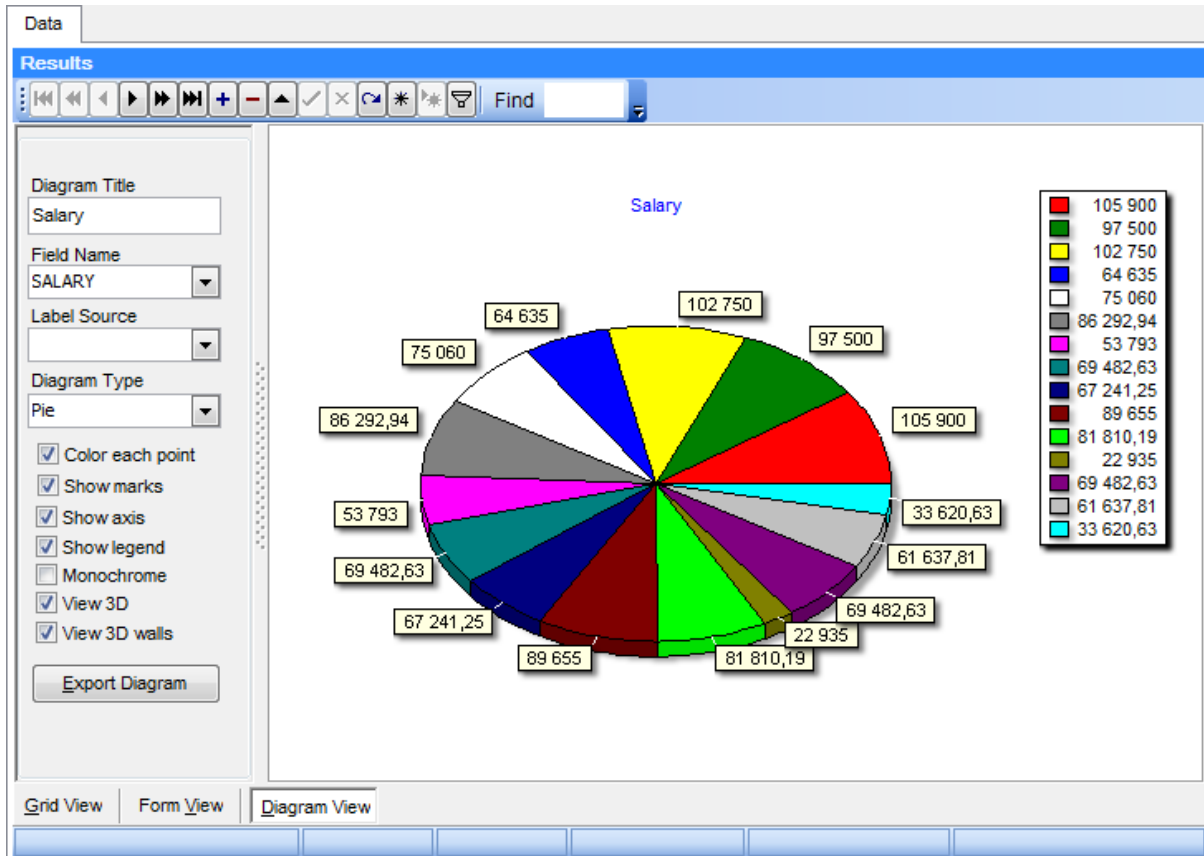 Data
Results
Find
Diagram Title
Salary
Field Name
SALARY
Label Source
Diagram Type
Pie
Color each point
Show marks
Show axis
Show legend
Monochrome
View 3D
View 3D walls
Export Diagram
Salary
102 750
64 635
97 500
75 060
86 292,94
105 900
53 793
33 620,63
69 482,63
61 637,81
67 241,25
69 482,63
89 655
81 810,19
22 935
105 900
97 500
102 750
64 635
75 060
86 292,94
53 793
69 482,63
67 241,25
89 655
81 810,19
22 935
69 482,63
61 637,81
33 620,63
Grid View
Form View
Diagram View